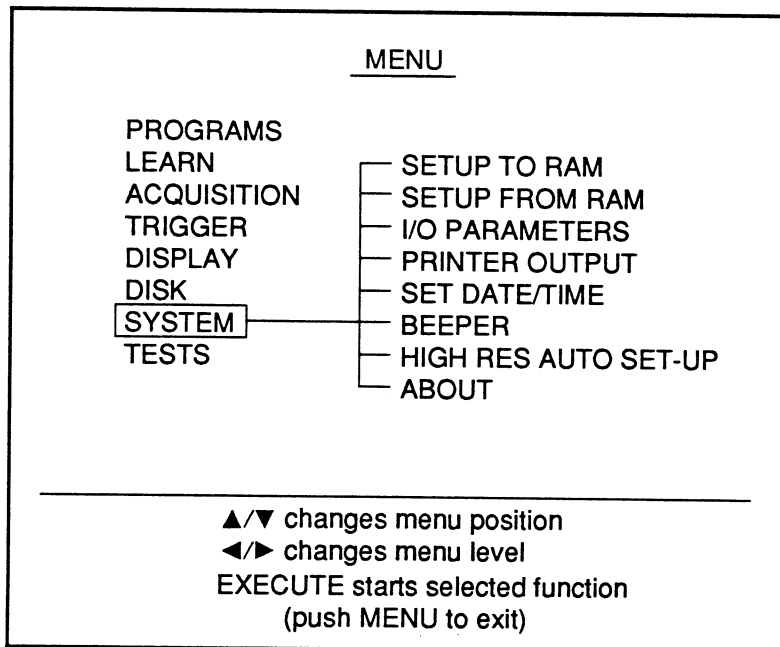 MENU
PROGRAMS
LEARN
ACQUISITION
TRIGGER
DISPLAY
DISK
SYSTEM
TESTS
SETUP TO RAM
SETUP FROM RAM
I/O PARAMETERS
PRINTER OUTPUT
SET DATE/TIME
BEEPER
HIGH RES AUTO SET-UP
ABOUT
▲/▼ changes menu position
◄/► changes menu level
EXECUTE starts selected function
(push MENU to exit)